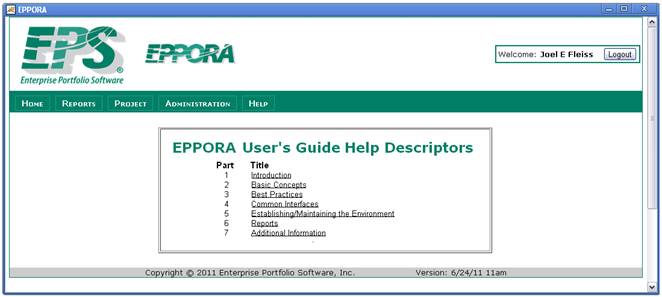 EPPORA
EPS®
Enterprise Portfolio Software
EPPORA
Welcome: Joel E Fleiss Logout
Home Reports Project Administration Help
EPPORA User's Guide Help Descriptors
Part Title
1 Introduction
2 Basic Concepts
3 Best Practices
4 Common Interfaces
5 Establishing/Maintaining the Environment
6 Reports
7 Additional Information
Copyright © 2011 Enterprise Portfolio Software, Inc. Version: 6/24/11 11am